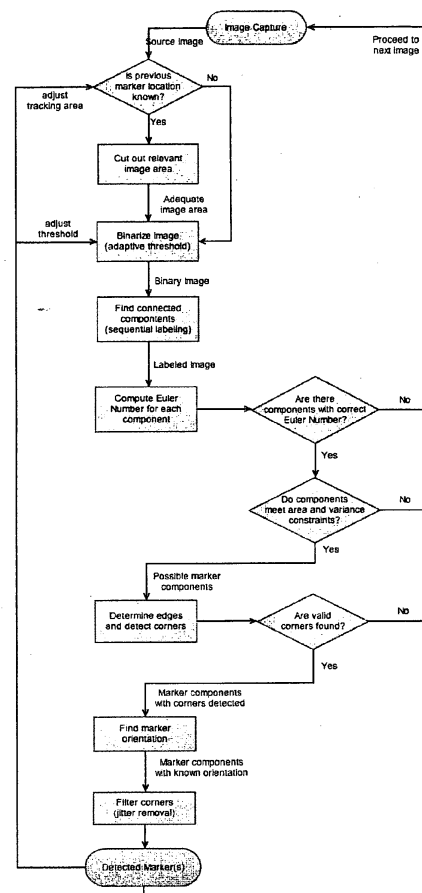 Image Capture
Source Image
Proceed to
next image
Is previous
marker location
known?
No
adjust
tracking area
Yes
Cut out relevant
image area
Adequate
image area
adjust
threshold
Binarize Image
(adaptive threshold)
Binary Image
Find connected
compontents
(sequential labeling)
Labeled Image
Compute Euler
Number for each
component
Are there
components with correct
Euler Number?
No
Yes
Do components
meet area and variance
constraints?
No
Yes
Possible marker
components
Determine edges
and detect corners
Are valid
corners found?
No
Yes
Marker components
with corners detected
Find marker
orientation
Marker components
with known orientation
Filter corners
(jitter removal)
Detected Marker(s)